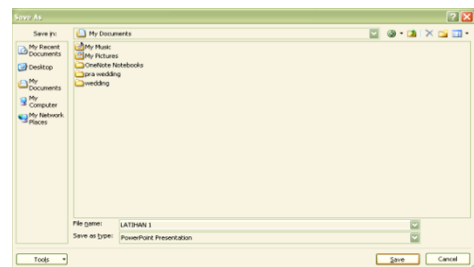 Save As
Save in:
My Documents
My Recent
Documents
Desktop
My
Documents
My
Computer
My Network
Places
My Music
My Pictures
OneNote Notebooks
pra wedding
wedding
File name:
LATIHAN 1
Save as type:
PowerPoint Presentation
Tools
Save
Cancel